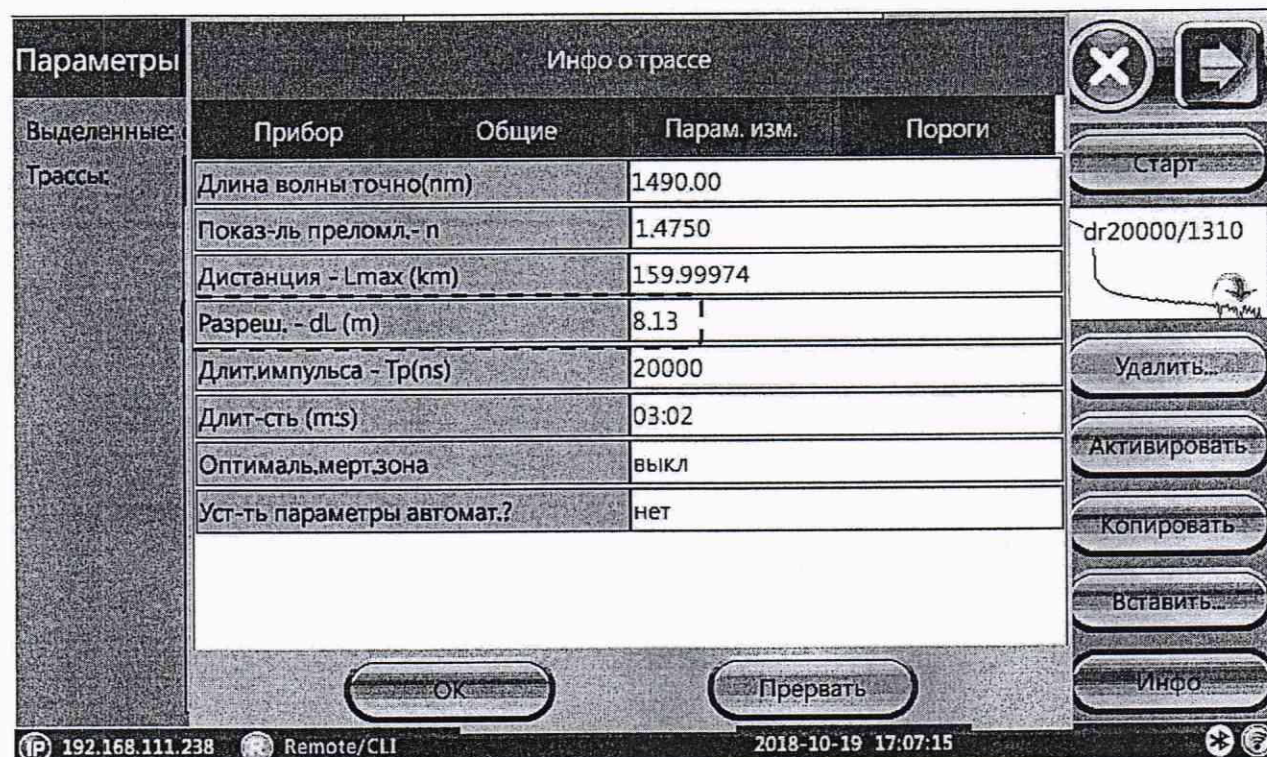 Параметры
Инфо о трассе
Выделенные:
Трассы:
Прибор Общие Парам. изм. Пороги
Длина волны точно(nm) 1490.00
Показ-ль преломл.- n 1.4750
Дистанция - Lmax (km) 159.99974
Разреш. - dL (m) 8.13
Длит.импульса - Tp(ns) 20000
Длит-сть (m:s) 03:02
Оптималь.мерт.зона выкл
Уст-ть параметры автомат.? нет
OK Прервать
Старт
dr20000/1310
Удалить...
Активировать
Копировать
Вставить...
Инфо
IP 192.168.111.238 R Remote/CLI 2018-10-19 17:07:15